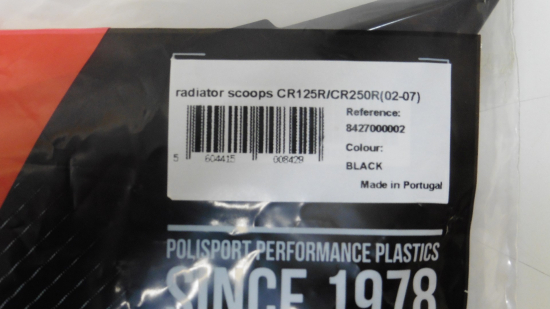 radiator scoops CR125R/CR250R(02-07)
Reference:
8427000002
Colour:
BLACK
5 604415 008429
Made in Portugal
POLISPORT PERFORMANCE PLASTICS
SINCE 1978